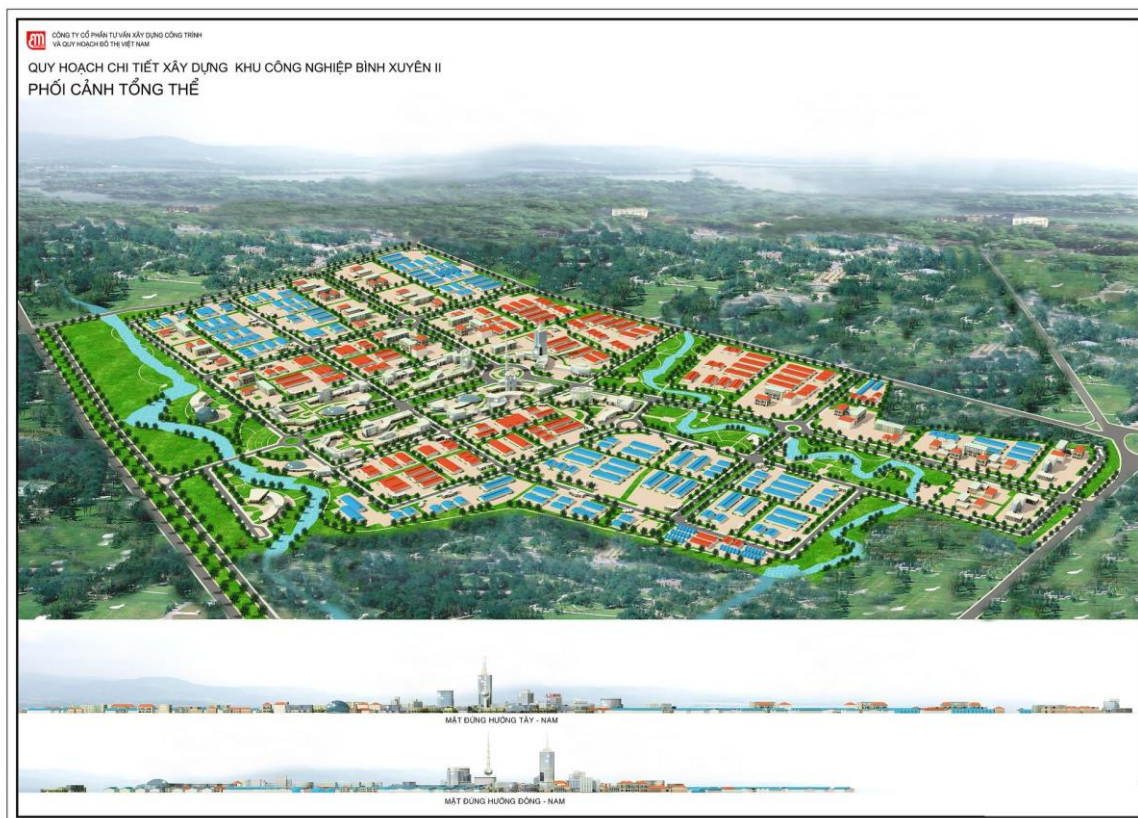 CÔNG TY CỔ PHẦN TƯ VẤN XÂY DỰNG CÔNG TRÌNH
VÀ QUY HOẠCH ĐÔ THỊ VIỆT NAM
QUY HOẠCH CHI TIẾT XÂY DỰNG KHU CÔNG NGHIỆP BÌNH XUYÊN II
PHỐI CẢNH TỔNG THỂ
MẶT ĐỨNG HƯỚNG TÂY - NAM
MẶT ĐỨNG HƯỚNG ĐÔNG - NAM